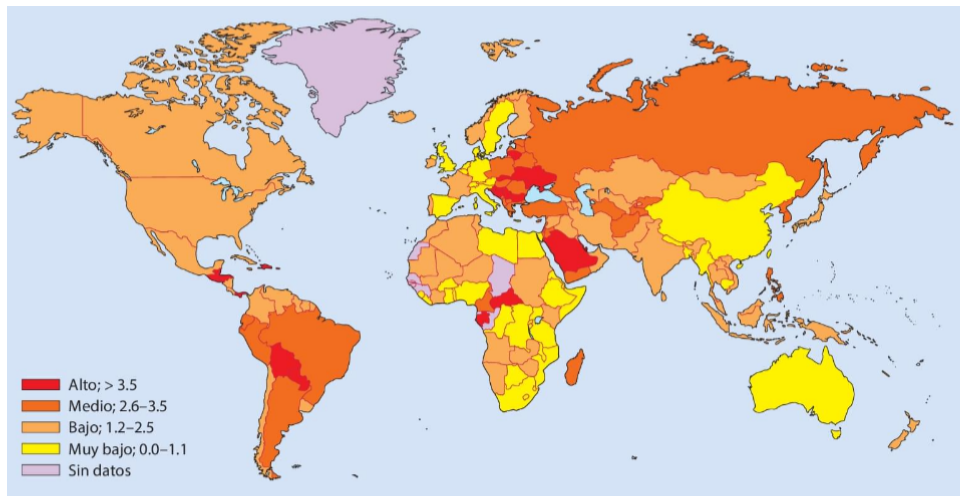 Alto; > 3.5
Medio; 2.6–3.5
Bajo; 1.2–2.5
Muy bajo; 0.0–1.1
Sin datos